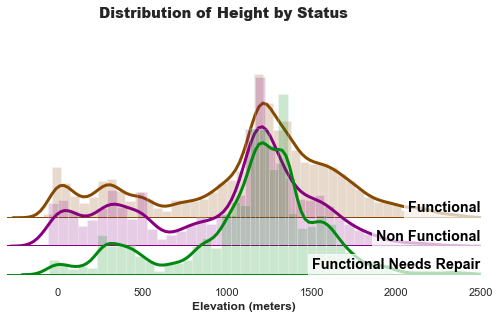 Distribution of Height by Status
Functional
Non Functional
Functional Needs Repair
0 500 1000 1500 2000 2500
Elevation (meters)